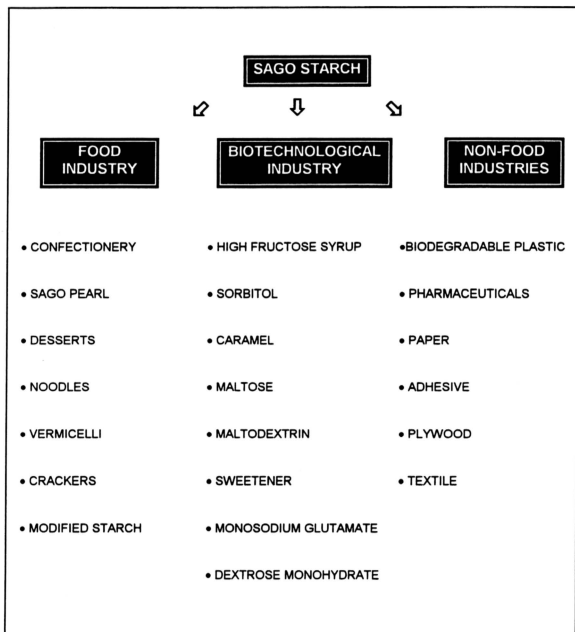 SAGO STARCH
FOOD
INDUSTRY
BIOTECHNOLOGICAL
INDUSTRY
NON-FOOD
INDUSTRIES
• CONFECTIONERY
• SAGO PEARL
• DESSERTS
• NOODLES
• VERMICELLI
• CRACKERS
• MODIFIED STARCH
• HIGH FRUCTOSE SYRUP
• SORBITOL
• CARAMEL
• MALTOSE
• MALTODEXTRIN
• SWEETENER
• MONOSODIUM GLUTAMATE
• DEXTROSE MONOHYDRATE
•BIODEGRADABLE PLASTIC
• PHARMACEUTICALS
• PAPER
• ADHESIVE
• PLYWOOD
• TEXTILE